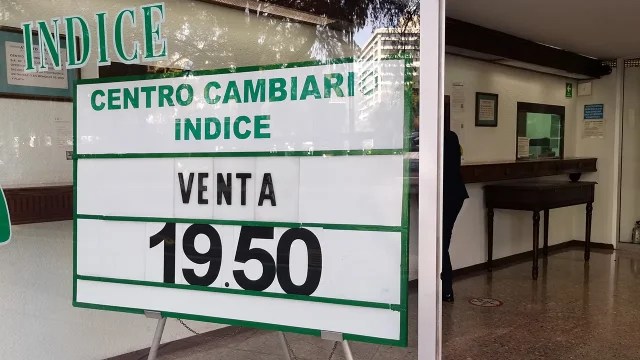 INDICE
CENTRO CAMBIARI
INDICE
VENTA
19.50